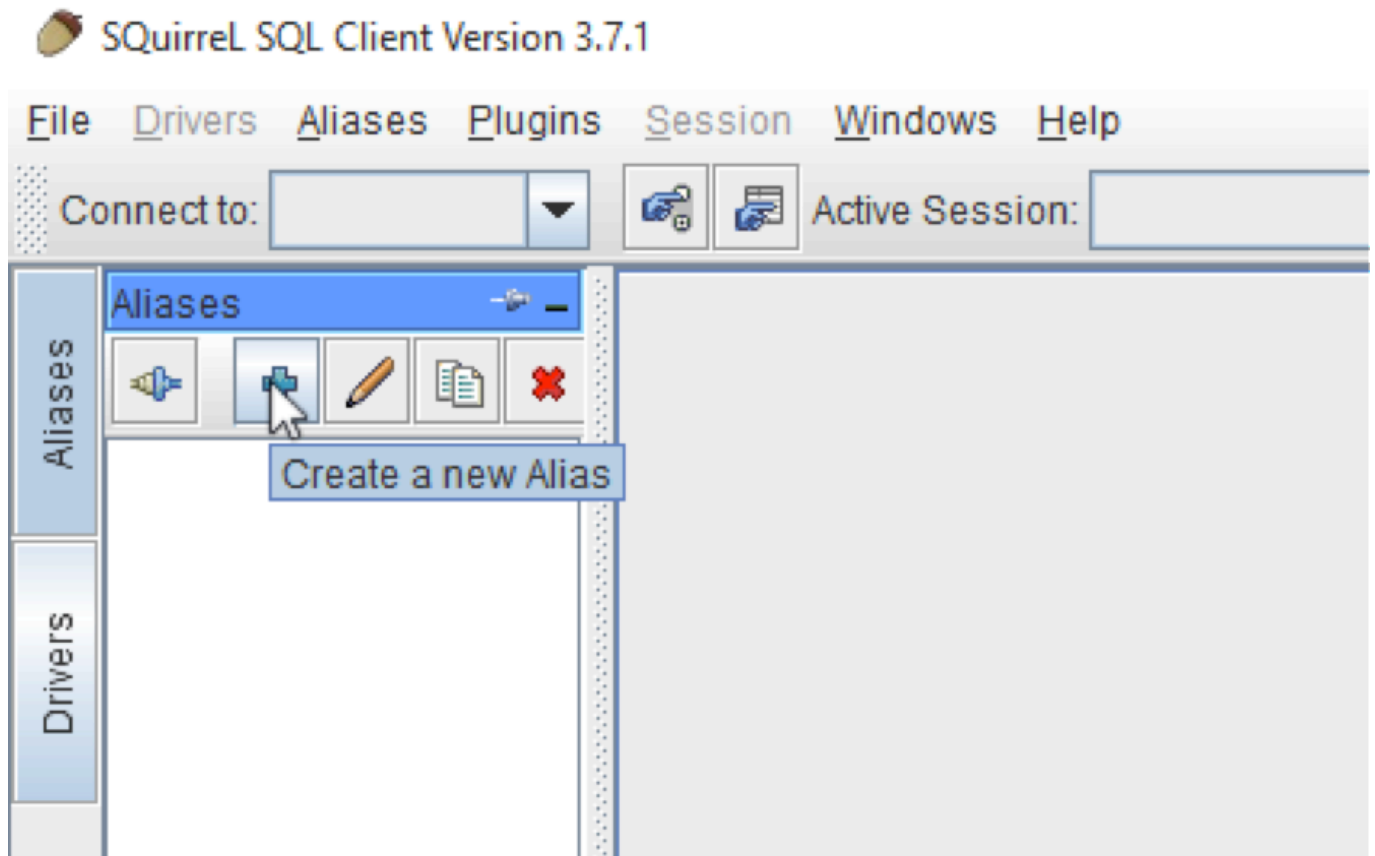 SQuirreL SQL Client Version 3.7.1
File Drivers Aliases Plugins Session Windows Help
Connect to: Active Session:
Aliases
Aliases
Create a new Alias
Drivers